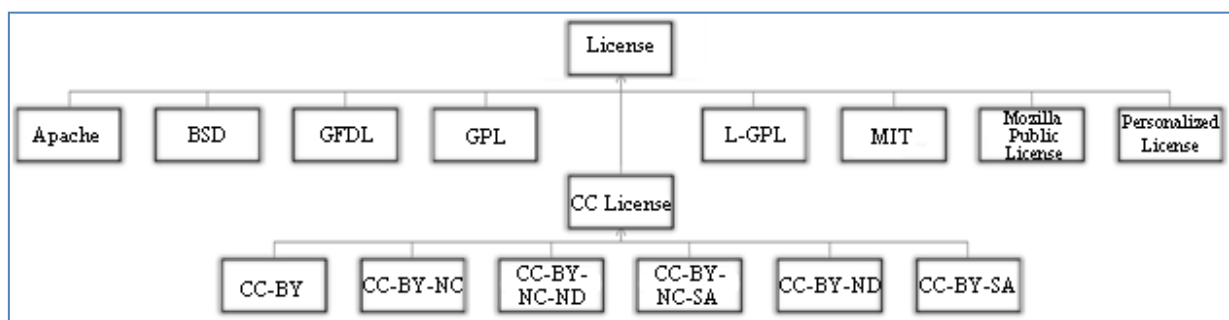 License
Apache
BSD
GFDL
GPL
L-GPL
MIT
Mozilla
Public
License
Personalized
License
CC License
CC-BY
CC-BY-NC
CC-BY-
NC-ND
CC-BY-
NC-SA
CC-BY-ND
CC-BY-SA